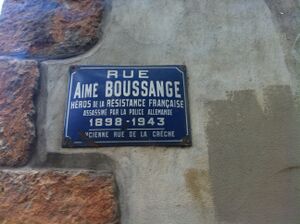 RUE
AIMÉ BOUSSANGE
HÉROS DE LA RÉSISTANCE FRANÇAISE
ASSASSINÉ PAR LA POLICE ALLEMANDE
1898-1943
ANCIENNE RUE DE LA CRÈCHE